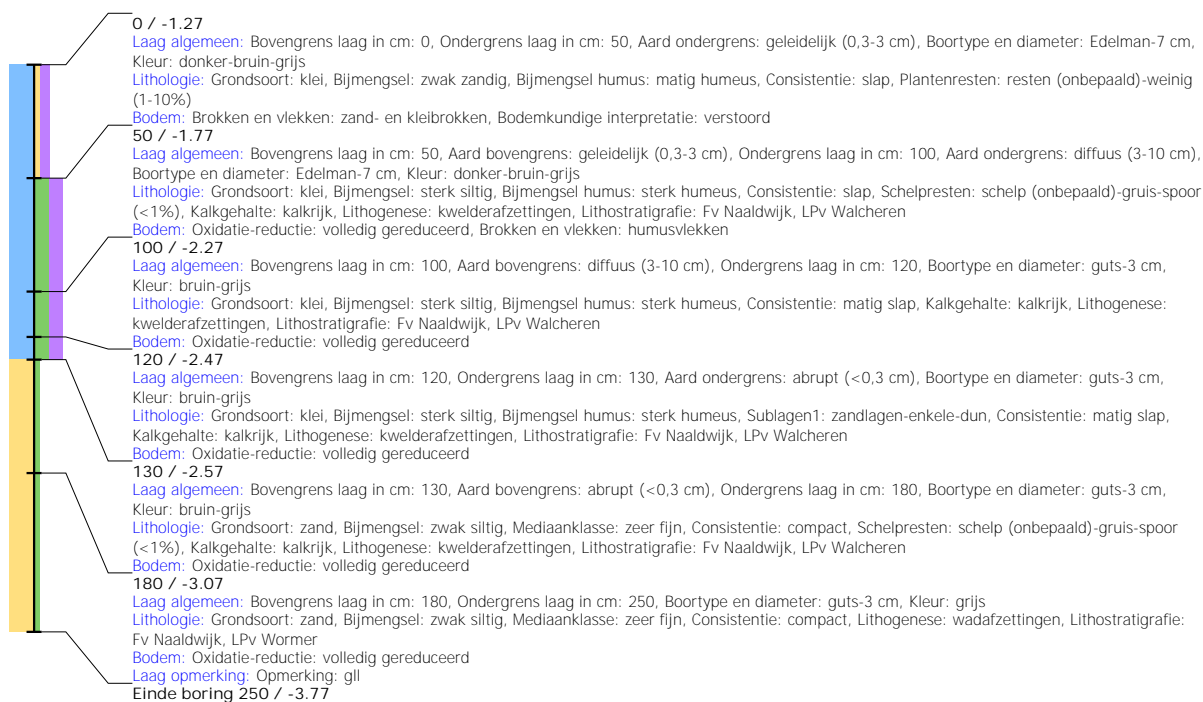 0 / -1.27
Laag algemeen: Bovengrens laag in cm: 0, Ondergrens laag in cm: 50, Aard ondergrens: geleidelijk (0,3-3 cm), Boortype en diameter: Edelman-7 cm,
Kleur: donker-bruin-grijs
Lithologie: Grondsoort: klei, Bijmengsel: zwak zandig, Bijmengsel humus: matig humeus, Consistentie: slap, Plantenresten: resten (onbepaald)-weinig
(1-10%)
Bodem: Brokken en vlekken: zand- en kleibrokken, Bodemkundige interpretatie: verstoord
50 / -1.77
Laag algemeen: Bovengrens laag in cm: 50, Aard bovengrens: geleidelijk (0,3-3 cm), Ondergrens laag in cm: 100, Aard ondergrens: diffuus (3-10 cm),
Boortype en diameter: Edelman-7 cm, Kleur: donker-bruin-grijs
Lithologie: Grondsoort: klei, Bijmengsel: sterk siltig, Bijmengsel humus: sterk humeus, Consistentie: slap, Schelpresten: schelp (onbepaald)-gruis-spoor
(<1%), Kalkgehalte: kalkrijk, Lithogenese: kwelderafzettingen, Lithostratigrafie: Fv Naaldwijk, LPv Walcheren
Bodem: Oxidatie-reductie: volledig gereduceerd, Brokken en vlekken: humusvlekken
100 / -2.27
Laag algemeen: Bovengrens laag in cm: 100, Aard bovengrens: diffuus (3-10 cm), Ondergrens laag in cm: 120, Boortype en diameter: guts-3 cm,
Kleur: bruin-grijs
Lithologie: Grondsoort: klei, Bijmengsel: sterk siltig, Bijmengsel humus: sterk humeus, Consistentie: matig slap, Kalkgehalte: kalkrijk, Lithogenese:
kwelderafzettingen, Lithostratigrafie: Fv Naaldwijk, LPv Walcheren
Bodem: Oxidatie-reductie: volledig gereduceerd
120 / -2.47
Laag algemeen: Bovengrens laag in cm: 120, Ondergrens laag in cm: 130, Aard ondergrens: abrupt (<0,3 cm), Boortype en diameter: guts-3 cm,
Kleur: bruin-grijs
Lithologie: Grondsoort: klei, Bijmengsel: sterk siltig, Bijmengsel humus: sterk humeus, Sublagen1: zandlagen-enkele-dun, Consistentie: matig slap,
Kalkgehalte: kalkrijk, Lithogenese: kwelderafzettingen, Lithostratigrafie: Fv Naaldwijk, LPv Walcheren
Bodem: Oxidatie-reductie: volledig gereduceerd
130 / -2.57
Laag algemeen: Bovengrens laag in cm: 130, Aard bovengrens: abrupt (<0,3 cm), Ondergrens laag in cm: 180, Boortype en diameter: guts-3 cm,
Kleur: bruin-grijs
Lithologie: Grondsoort: zand, Bijmengsel: zwak siltig, Mediaanklasse: zeer fijn, Consistentie: compact, Schelpresten: schelp (onbepaald)-gruis-spoor
(<1%), Kalkgehalte: kalkrijk, Lithogenese: kwelderafzettingen, Lithostratigrafie: Fv Naaldwijk, LPv Walcheren
Bodem: Oxidatie-reductie: volledig gereduceerd
180 / -3.07
Laag algemeen: Bovengrens laag in cm: 180, Ondergrens laag in cm: 250, Boortype en diameter: guts-3 cm, Kleur: grijs
Lithologie: Grondsoort: zand, Bijmengsel: zwak siltig, Mediaanklasse: zeer fijn, Consistentie: compact, Lithogenese: wadafzettingen, Lithostratigrafie:
Fv Naaldwijk, LPv Wormer
Bodem: Oxidatie-reductie: volledig gereduceerd
Laag opmerking: Opmerking: gll
Einde boring 250 / -3.77